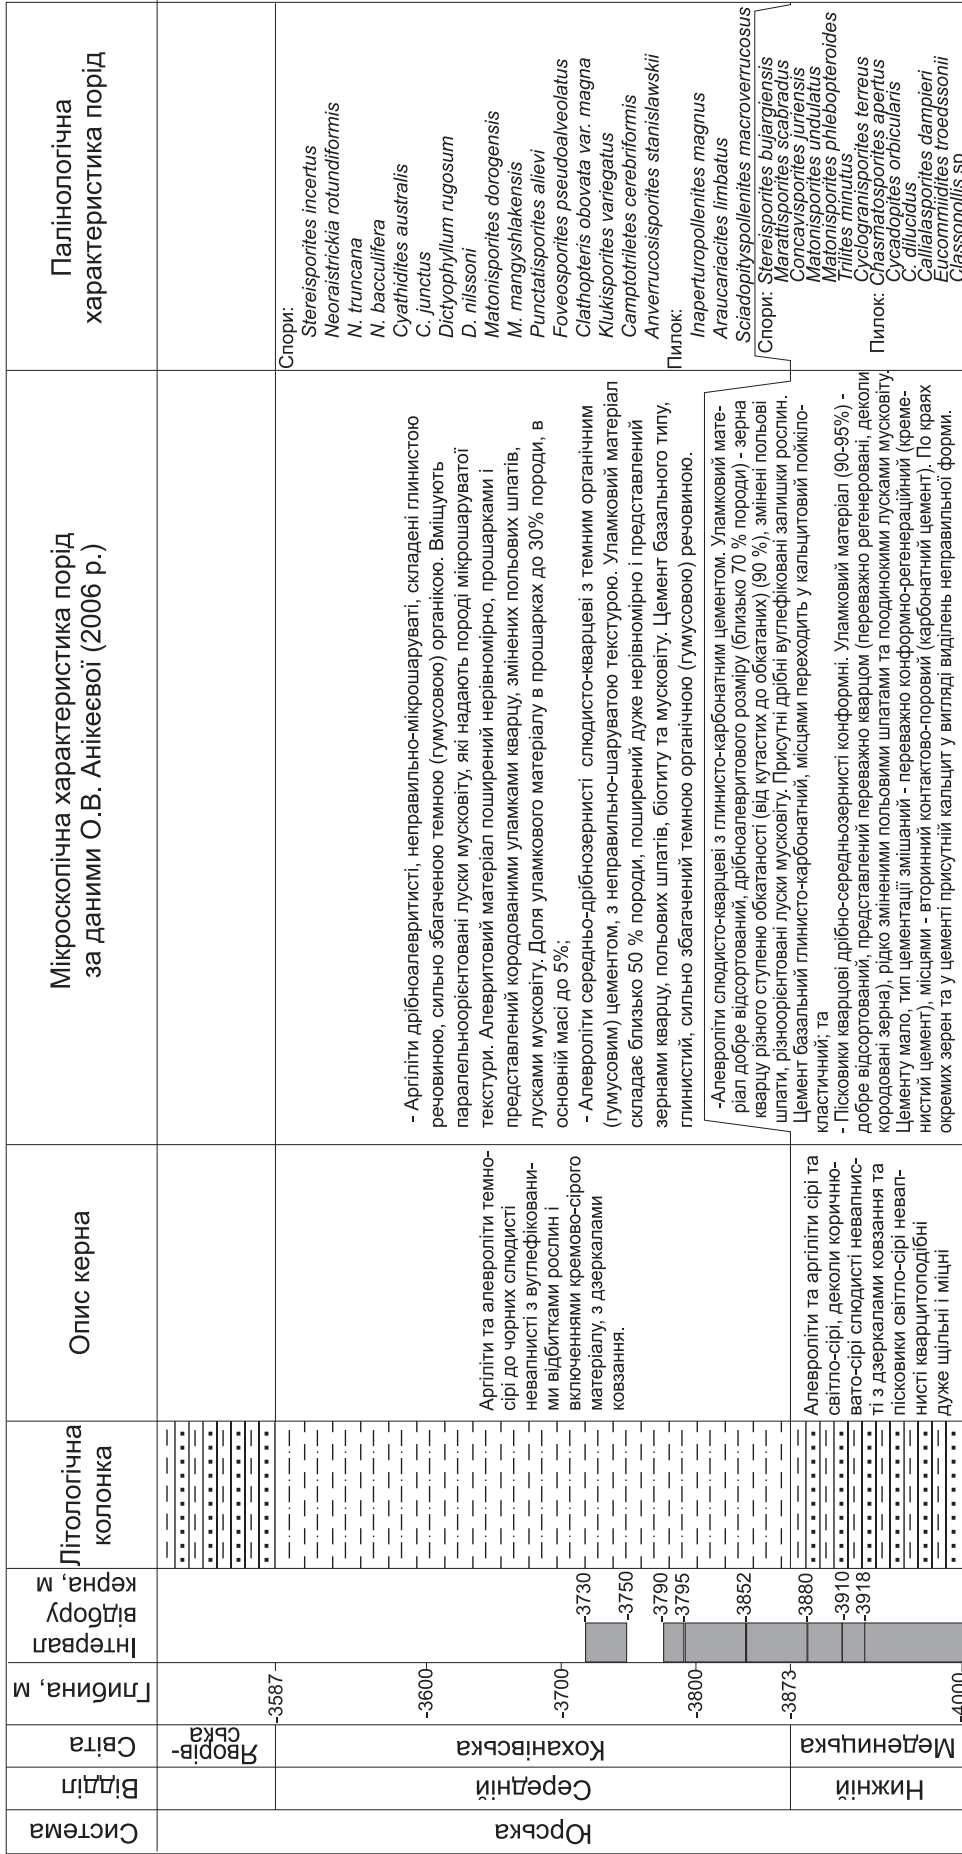 Система
Відділ
Світа
Глибина, м
Інтервал
відбору
керна, м
Літологічна
колонка
Опис керна
Мікроскопічна характеристика порід
за даними О.В. Анікеєвої (2006 р.)
Палінологічна
характеристика порід
Юрська
Середній
Нижній
Яворів-
ська
Коханівська
Меденицька
-3587-
-3600
-3700
-3800
-3873
-4000
-3730
-3750
-3790
-3795
-3852
-3880
-3910
-3918
Аргіліти та алевроліти темно-
сірі до чорних слюдисті
невапнисті з вуглефіковани-
ми відбитками рослин і
включеннями кремово-сірого
матеріалу, з дзеркалами
ковзання.
Алевроліти та аргіліти сірі та
світло-сірі, деколи коричню-
вато-сірі слюдисті невапнис-
ті з дзеркалами ковзання та
пісковики світло-сірі невап-
нисті кварцитоподібні
дуже щільні і міцні
- Аргіліти дрібноалевритисті, неправильно-мікрошаруваті, складені глинистою
речовиною, сильно збагаченою темною (гумусовою) органікою. Вміщують
паралельноорієнтовані луски мусковіту, які надають породі мікрошаруватої
текстури. Алевритовий матеріал поширений нерівномірно, прошарками і
представлений кородованими уламками кварцу, змінених польових шпатів,
лусками мусковіту. Доля уламкового матеріалу в прошарках до 30% породи, в
основній масі до 5%;
- Алевроліти середньо-дрібнозернисті слюдисто-кварцеві з темним органічним
(гумусовим) цементом, з неправильно-шаруватою текстурою. Уламковий матеріал
складає близько 50 % породи, поширений дуже нерівномірно і представлений
зернами кварцу, польових шпатів, біотиту та мусковіту. Цемент базального типу,
глинистий, сильно збагачений темною органічною (гумусовою) речовиною.
-Алевроліти слюдисто-кварцеві з глинисто-карбонатним цементом. Уламковий мате-
ріал добре відсортований, дрібноалевритового розміру (близько 70 % породи) - зерна
кварцу різного ступеню обкатаності (від кутастих до обкатаних) (90 %), змінені польові
шпати, різноорієнтовані луски мусковіту. Присутні дрібні вуглефіковані залишки рослин.
Цемент базальний глинисто-карбонатний, місцями переходить у кальцитовий пойкіло-
кластичний; та
- Пісковики кварцові дрібно-середньозернисті конформні. Уламковий матеріал (90-95%) -
добре відсортований, представлений переважно кварцом (переважно регенеровані, деколи
кородовані зерна), рідко зміненими польовими шпатами та поодинокими лусками мусковіту.
Цементу мало, тип цементації змішаний - переважно конформно-регенераційний (креме-
нистий цемент), місцями - вторинний контактово-поровий (карбонатний цемент). По краях
окремих зерен та у цементі присутній кальцит у вигляді виділень неправильної форми.
Спори:
Stereisporites incertus
Neoraistrickia rotundiformis
N. truncana
N. bacculifera
Cyathidites australis
C. junctus
Dictyophyllum rugosum
D. nilssoni
Matonisporites dorogensis
M. mangyshlakensis
Punctatisporites alievi
Foveosporites pseudoalveolatus
Clathopteris obovata var. magna
Klukisporites variegatus
Camptotriletes cerebriformis
Anverrucosisporites stanislawskii
Пилок:
Inaperturopolenites magnus
Araucariacites limbatus
Sciadopityspollenites macroverrucosus
Спори: Stereisporites bujargiensis
Marattisporites scabradus
Concavisporites juriensis
Matonisporites undulatus
Matonisporites phlebopteroides
Trilites minutus
Cyclogranisporites terreus
Пилок: Chasmatosporites apertus
Cycadopites orbicularis
C. dilucidus
Callialasporites dampieri
Eucommiidites troedssonii
Classopollis sp.